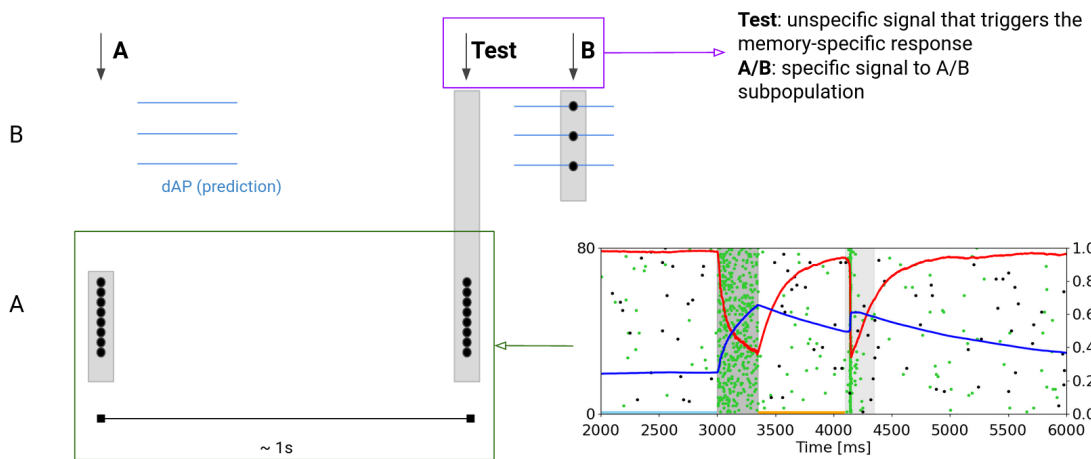 A
Test
B
Test: unspecific signal that triggers the
memory-specific response
A/B: specific signal to A/B
subpopulation
B
dAP (prediction)
A
~ 1s
80
0
1.0
0.8
0.6
0.4
0.2
0.0
2000 2500 3000 3500 4000 4500 5000 5500 6000
Time [ms]